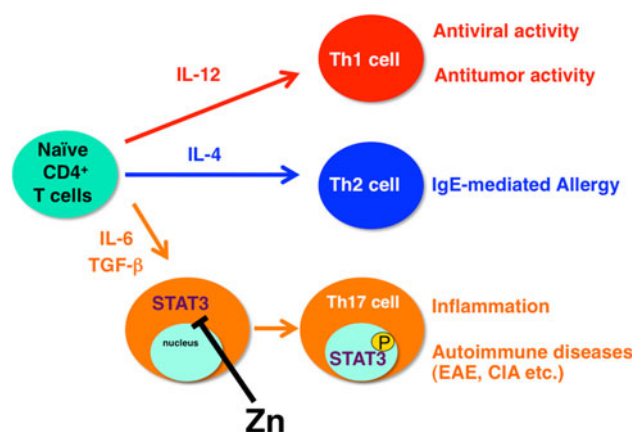 Antiviral activity
Th1 cell
Antitumor activity
IL-12
Naïve
CD4+
T cells
IL-4
Th2 cell
IgE-mediated Allergy
IL-6
TGF-β
STAT3
nucleus
Th17 cell
P
STAT3
Inflammation
Autoimmune diseases
(EAE, CIA etc.)
Zn